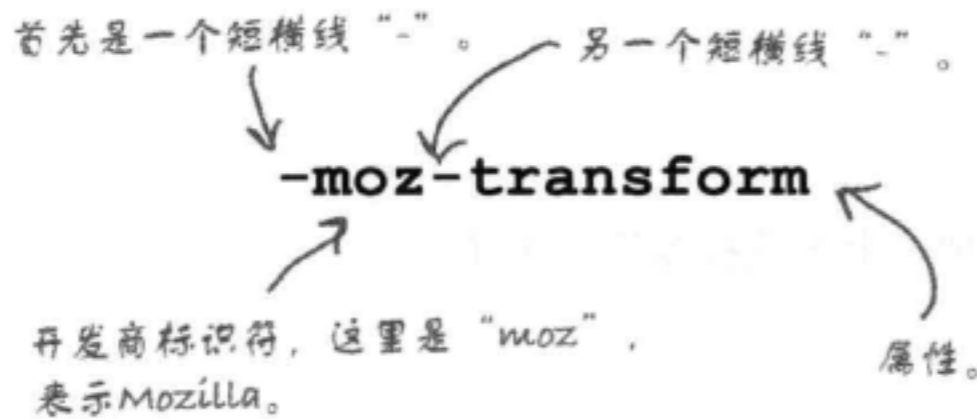 首先是一个短横线“-”。
另一个短横线“-”。
-moz-transform
开发商标识符，这里是“moz”，
表示Mozilla。
属性。